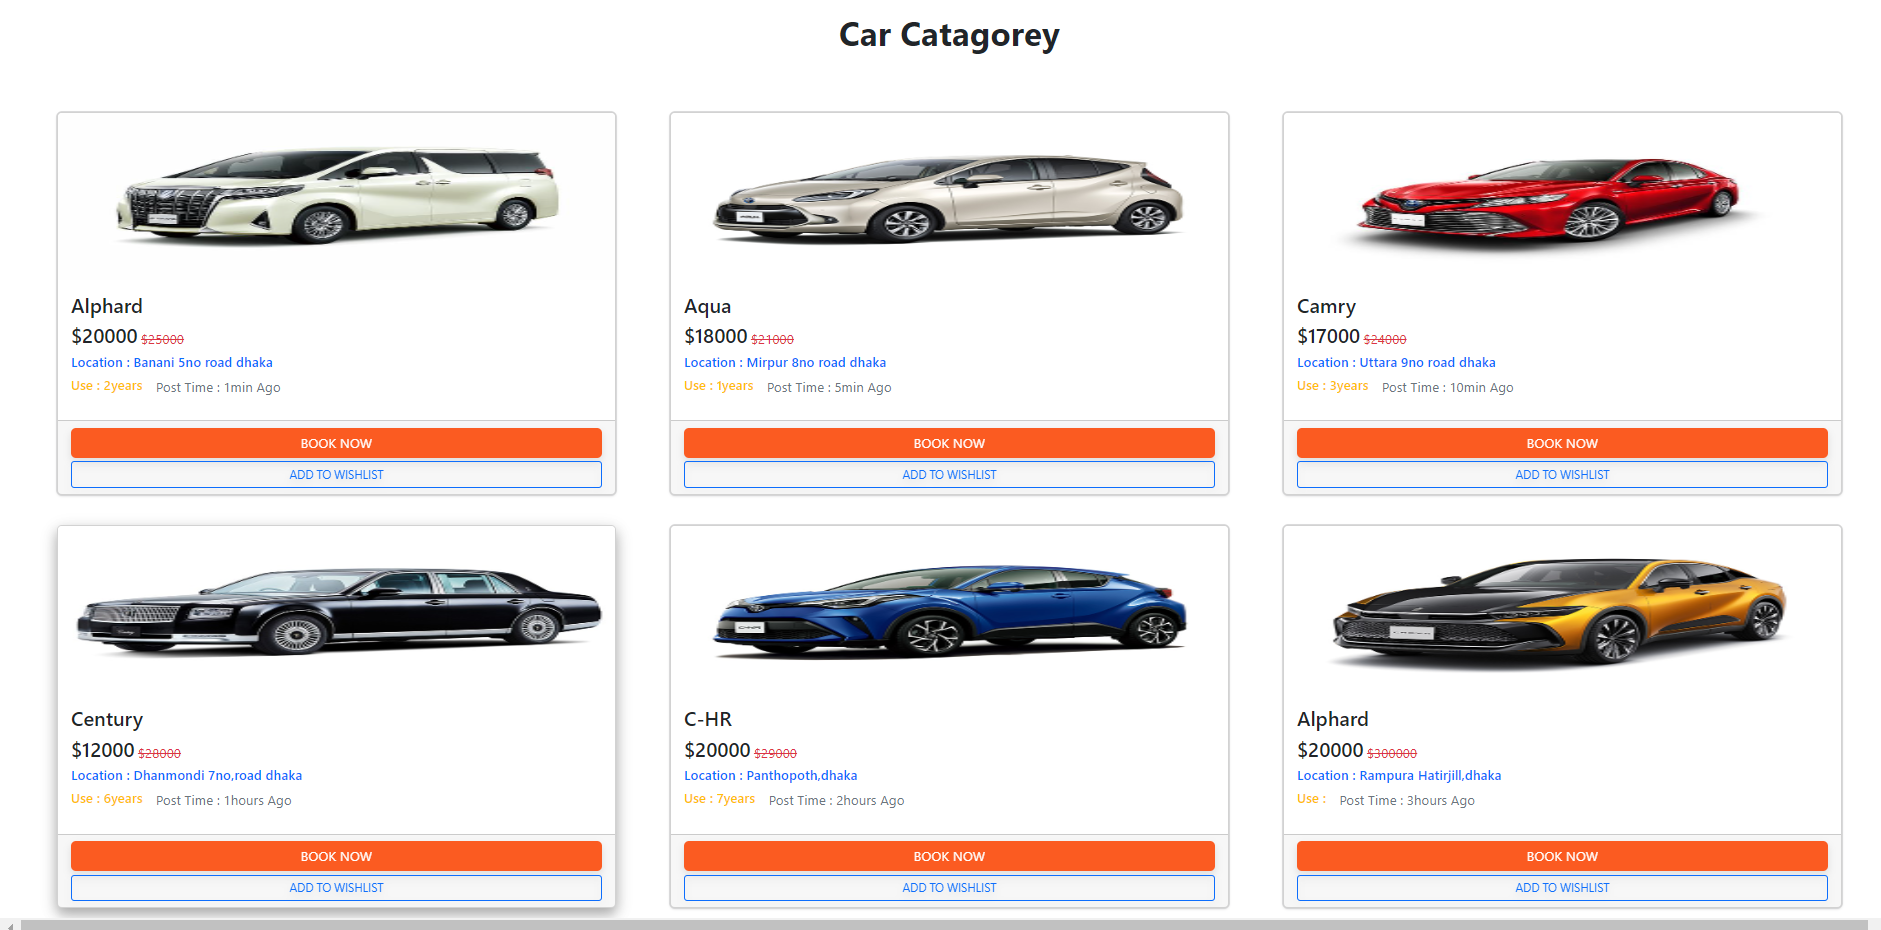 Car Catagorey
Alphard
$20000 $25000
Location : Banani 5no road dhaka
Use : 2years Post Time : 1min Ago
BOOK NOW
ADD TO WISHLIST
Aqua
$18000 $21000
Location : Mirpur 8no road dhaka
Use : 1years Post Time : 5min Ago
BOOK NOW
ADD TO WISHLIST
Camry
$17000 $24000
Location : Uttara 9no road dhaka
Use : 3years Post Time : 10min Ago
BOOK NOW
ADD TO WISHLIST
Century
$12000 $28000
Location : Dhanmondi 7no,road dhaka
Use : 6years Post Time : 1hours Ago
BOOK NOW
ADD TO WISHLIST
C-HR
C-HR
$20000 $29000
Location : Panthopoth,dhaka
Use : 7years Post Time : 2hours Ago
BOOK NOW
ADD TO WISHLIST
Alphard
$20000 $300000
Location : Rampura Hatirjill,dhaka
Use : Post Time : 3hours Ago
BOOK NOW
ADD TO WISHLIST